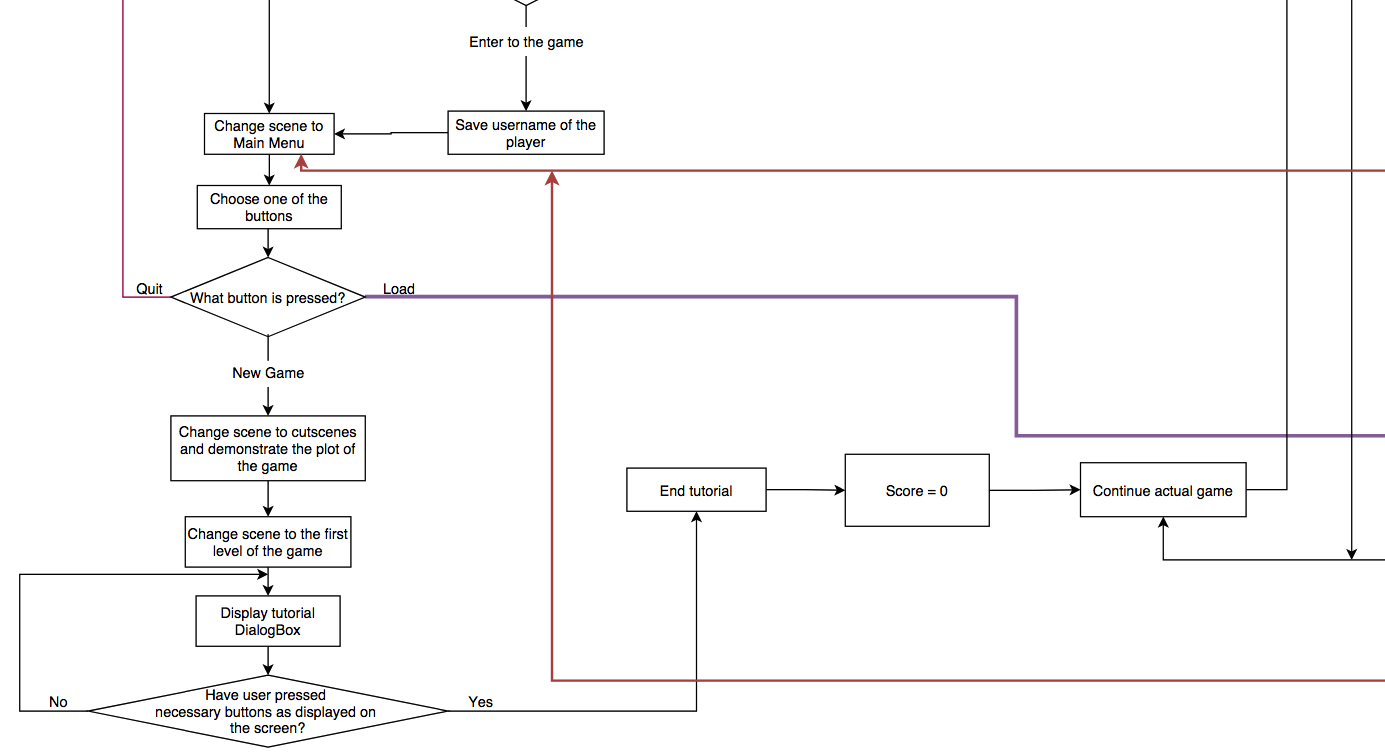 Enter to the game
Change scene to
Main Menu
Save username of the
player
Choose one of the
buttons
Quit
What button is pressed?
Load
New Game
Change scene to cutscenes
and demonstrate the plot of
the game
End tutorial
Score = 0
Continue actual game
Change scene to the first
level of the game
Display tutorial
DialogBox
No
Have user pressed
necessary buttons as displayed on
the screen?
Yes